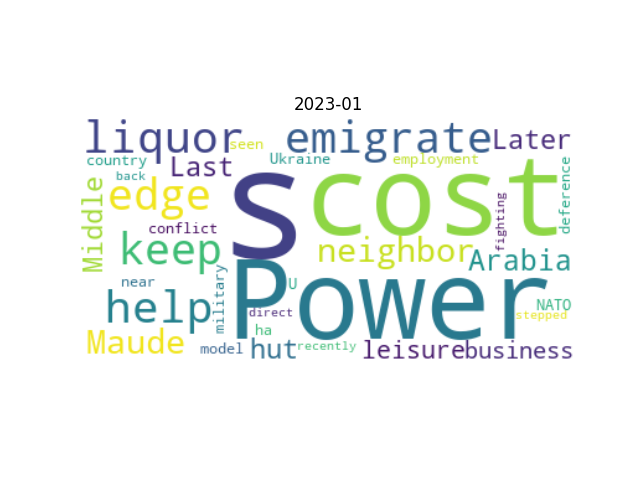 2023-01
liquor seen emigrate Later
country Last Ukraine employment
back edge s cost deference
Middle conflict fighting
keep neighbor Arabia
near military U
help Power NATO
direct stepped
Maude ha
model hut recently leisure business